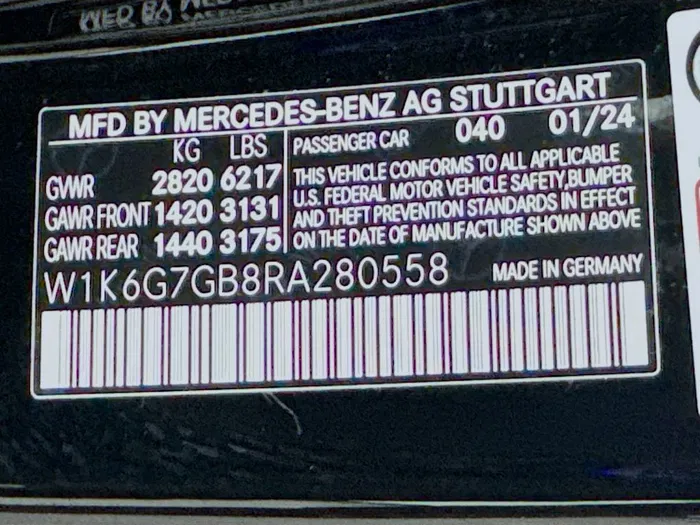 MFD BY MERCEDES-BENZ AG STUTTGART
KG LBS
GVWR 2820 6217
GAWR FRONT 1420 3131
GAWR REAR 1440 3175
PASSENGER CAR 040 01/24
THIS VEHICLE CONFORMS TO ALL APPLICABLE
U.S. FEDERAL MOTOR VEHICLE SAFETY,BUMPER
AND THEFT PREVENTION STANDARDS IN EFFECT
ON THE DATE OF MANUFACTURE SHOWN ABOVE
W1K6G7GB8RA280558 MADE IN GERMANY